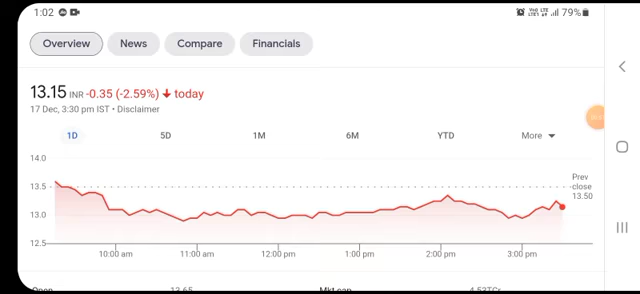 1:02 79%
Overview News Compare Financials
13.15 INR -0.35 (-2.59%) ↓ today
17 Dec, 3:30 pm IST • Disclaimer
1D 5D 1M 6M YTD More
14.0
13.5
13.0
12.5
Prev
close
13.50
10:00 am 11:00 am 12:00 pm 1:00 pm 2:00 pm 3:00 pm
Open 13.65 Mkt cap 4.53TCr